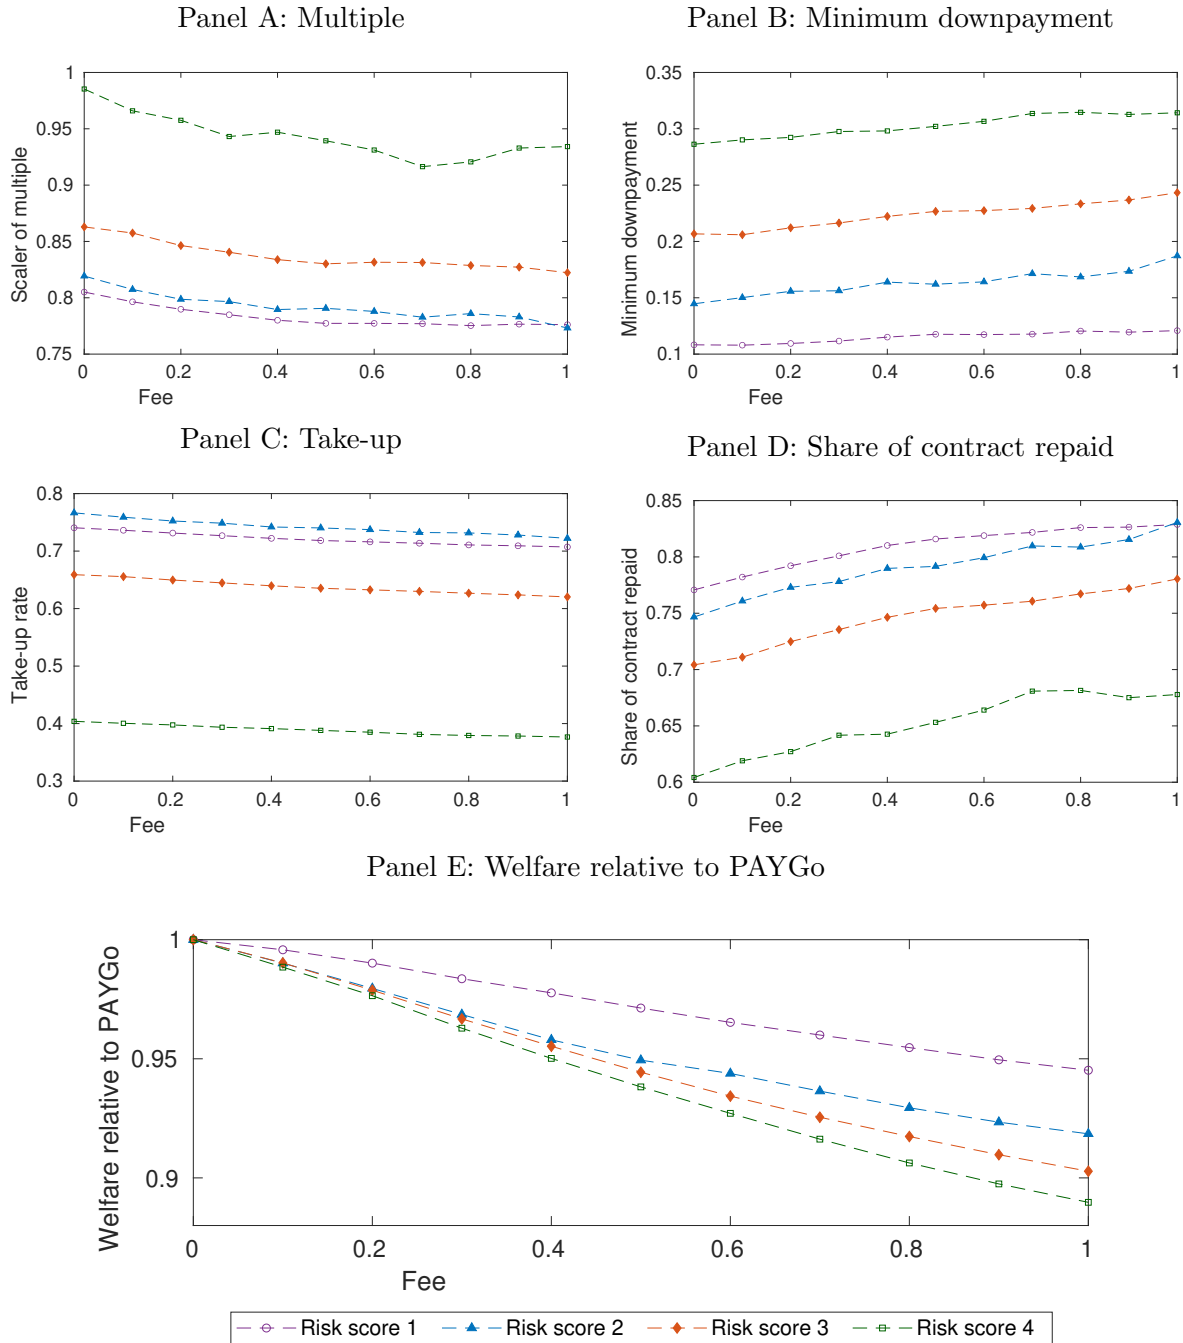 Panel A: Multiple
Scaler of multiple
1
0.95
0.9
0.85
0.8
0.75
0 0.2 0.4 0.6 0.8 1
Fee
Panel B: Minimum downpayment
Minimum downpayment
0.35
0.3
0.25
0.2
0.15
0.1
0 0.2 0.4 0.6 0.8 1
Fee
Panel C: Take-up
Take-up rate
0.8
0.7
0.6
0.5
0.4
0.3
0 0.2 0.4 0.6 0.8 1
Fee
Panel D: Share of contract repaid
Share of contract repaid
0.85
0.8
0.75
0.7
0.65
0.6
0 0.2 0.4 0.6 0.8 1
Fee
Panel E: Welfare relative to PAYGo
Welfare relative to PAYGo
1
0.95
0.9
0 0.2 0.4 0.6 0.8 1
Fee
Risk score 1 Risk score 2 Risk score 3 Risk score 4